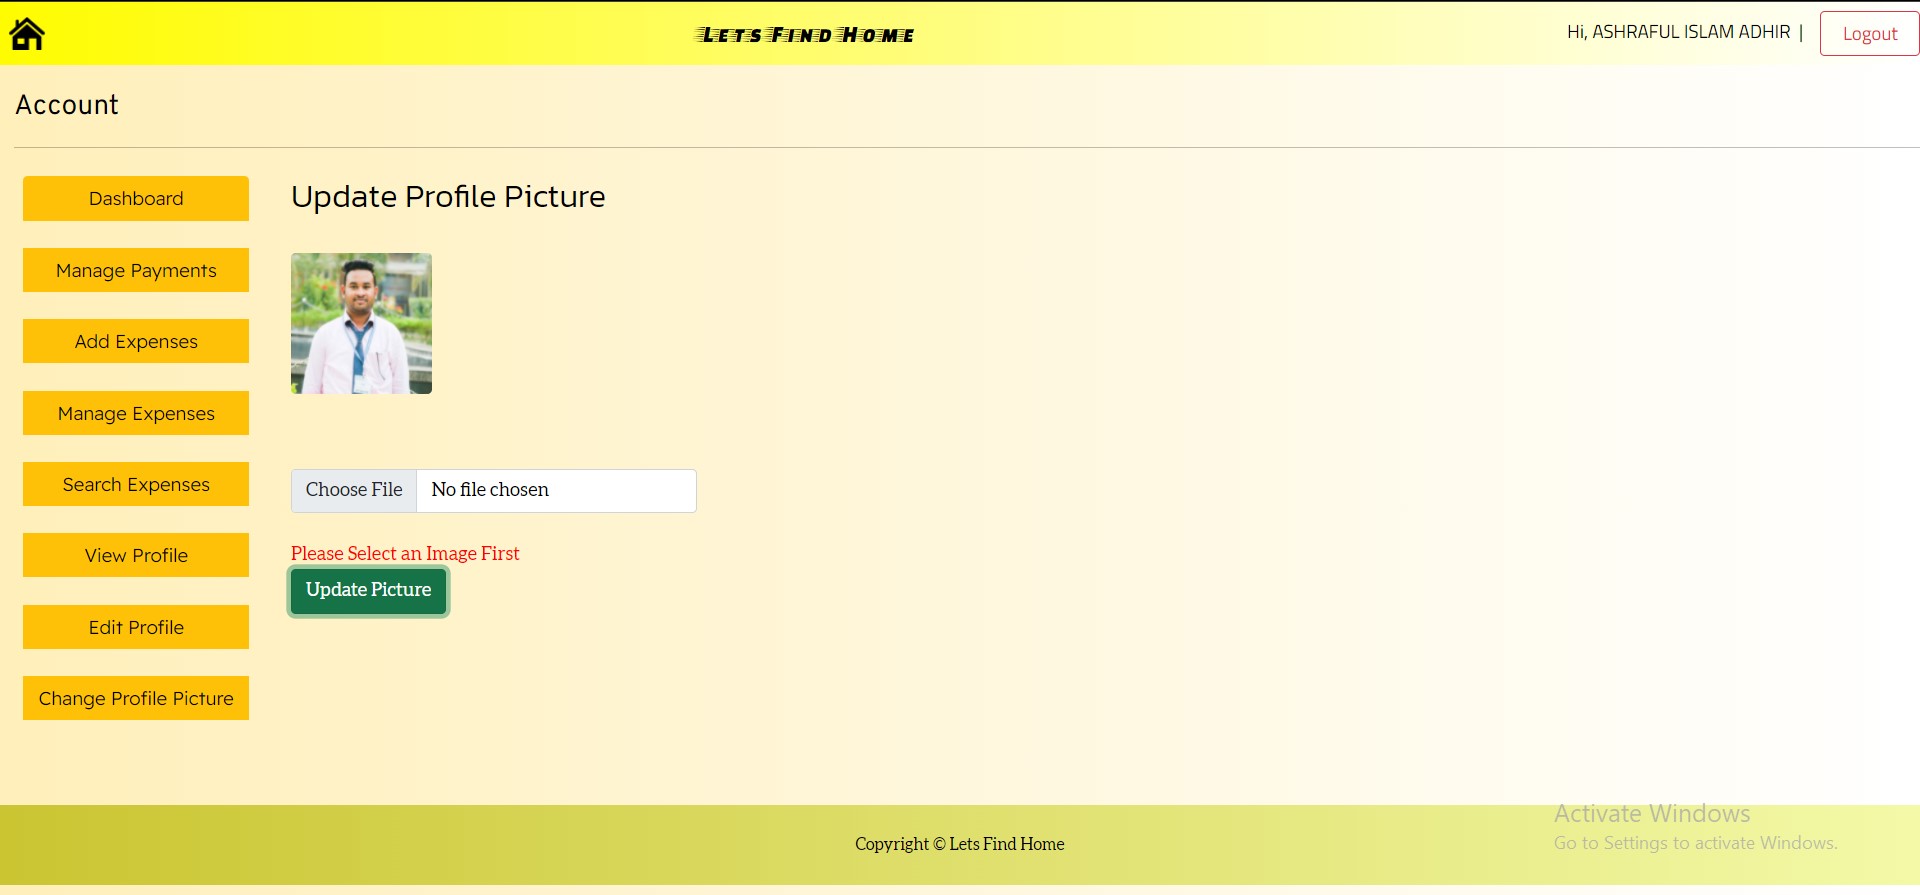 Lets Find Home
Hi, ASHRAFUL ISLAM ADHIR |
Logout
Account
Dashboard
Manage Payments
Add Expenses
Manage Expenses
Search Expenses
View Profile
Edit Profile
Change Profile Picture
Update Profile Picture
Choose File No file chosen
Please Select an Image First
Update Picture
Copyright © Lets Find Home
Activate Windows
Go to Settings to activate Windows.